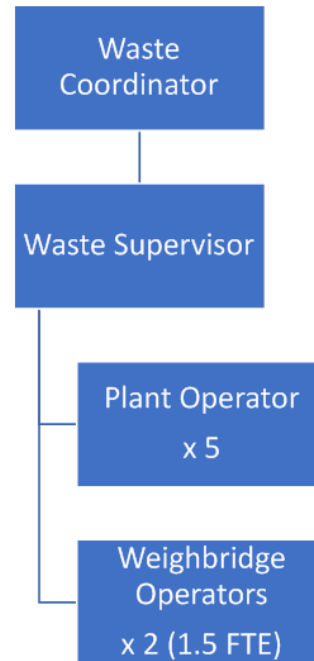 Waste
Coordinator
Waste Supervisor
Plant Operator
x 5
Weighbridge
Operators
x 2 (1.5 FTE)